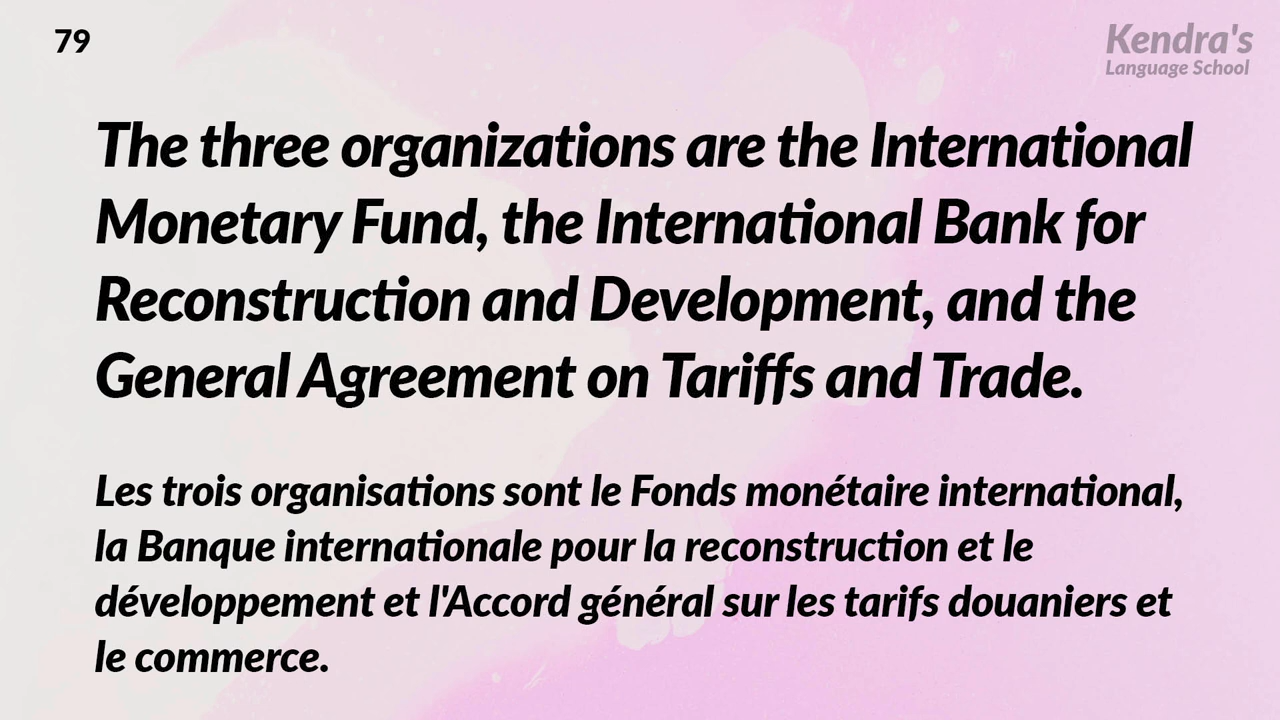 79
Kendra's
Language School
The three organizations are the International
Monetary Fund, the International Bank for
Reconstruction and Development, and the
General Agreement on Tariffs and Trade.
Les trois organisations sont le Fonds monétaire international,
la Banque internationale pour la reconstruction et le
développement et l'Accord général sur les tarifs douaniers et
le commerce.